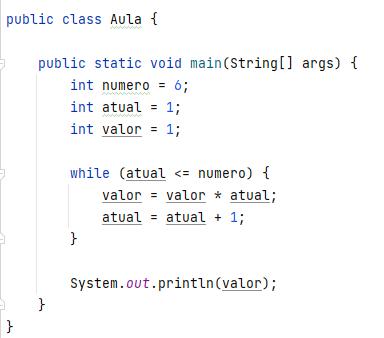 public class Aula {
public static void main(String[] args) {
int numero = 6;
int atual = 1;
int valor = 1;
while (atual <= numero) {
valor = valor * atual;
atual = atual + 1;
}
System.out.println(valor);
}
}